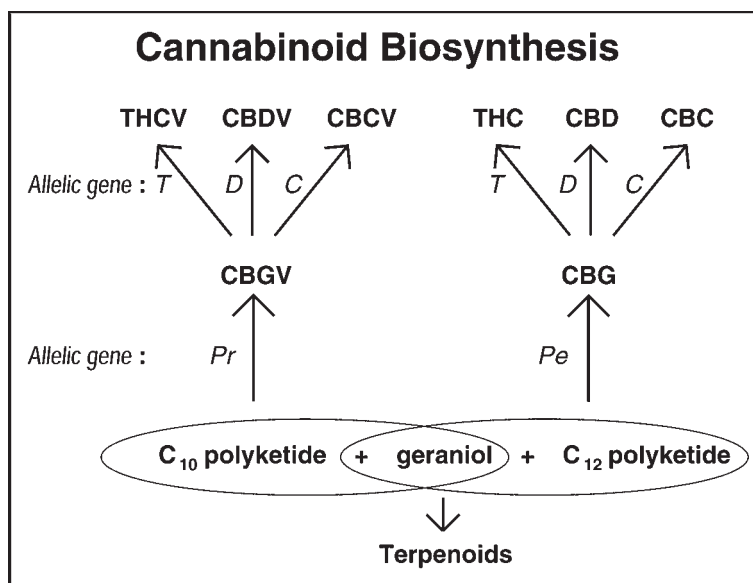 Cannabinoid Biosynthesis
THCV CBDV CBCV THC CBD CBC
Allelic gene : T D C T D C
CBGV CBG
Allelic gene : Pr Pe
C10 polyketide + geraniol + C12 polyketide
Terpenoids